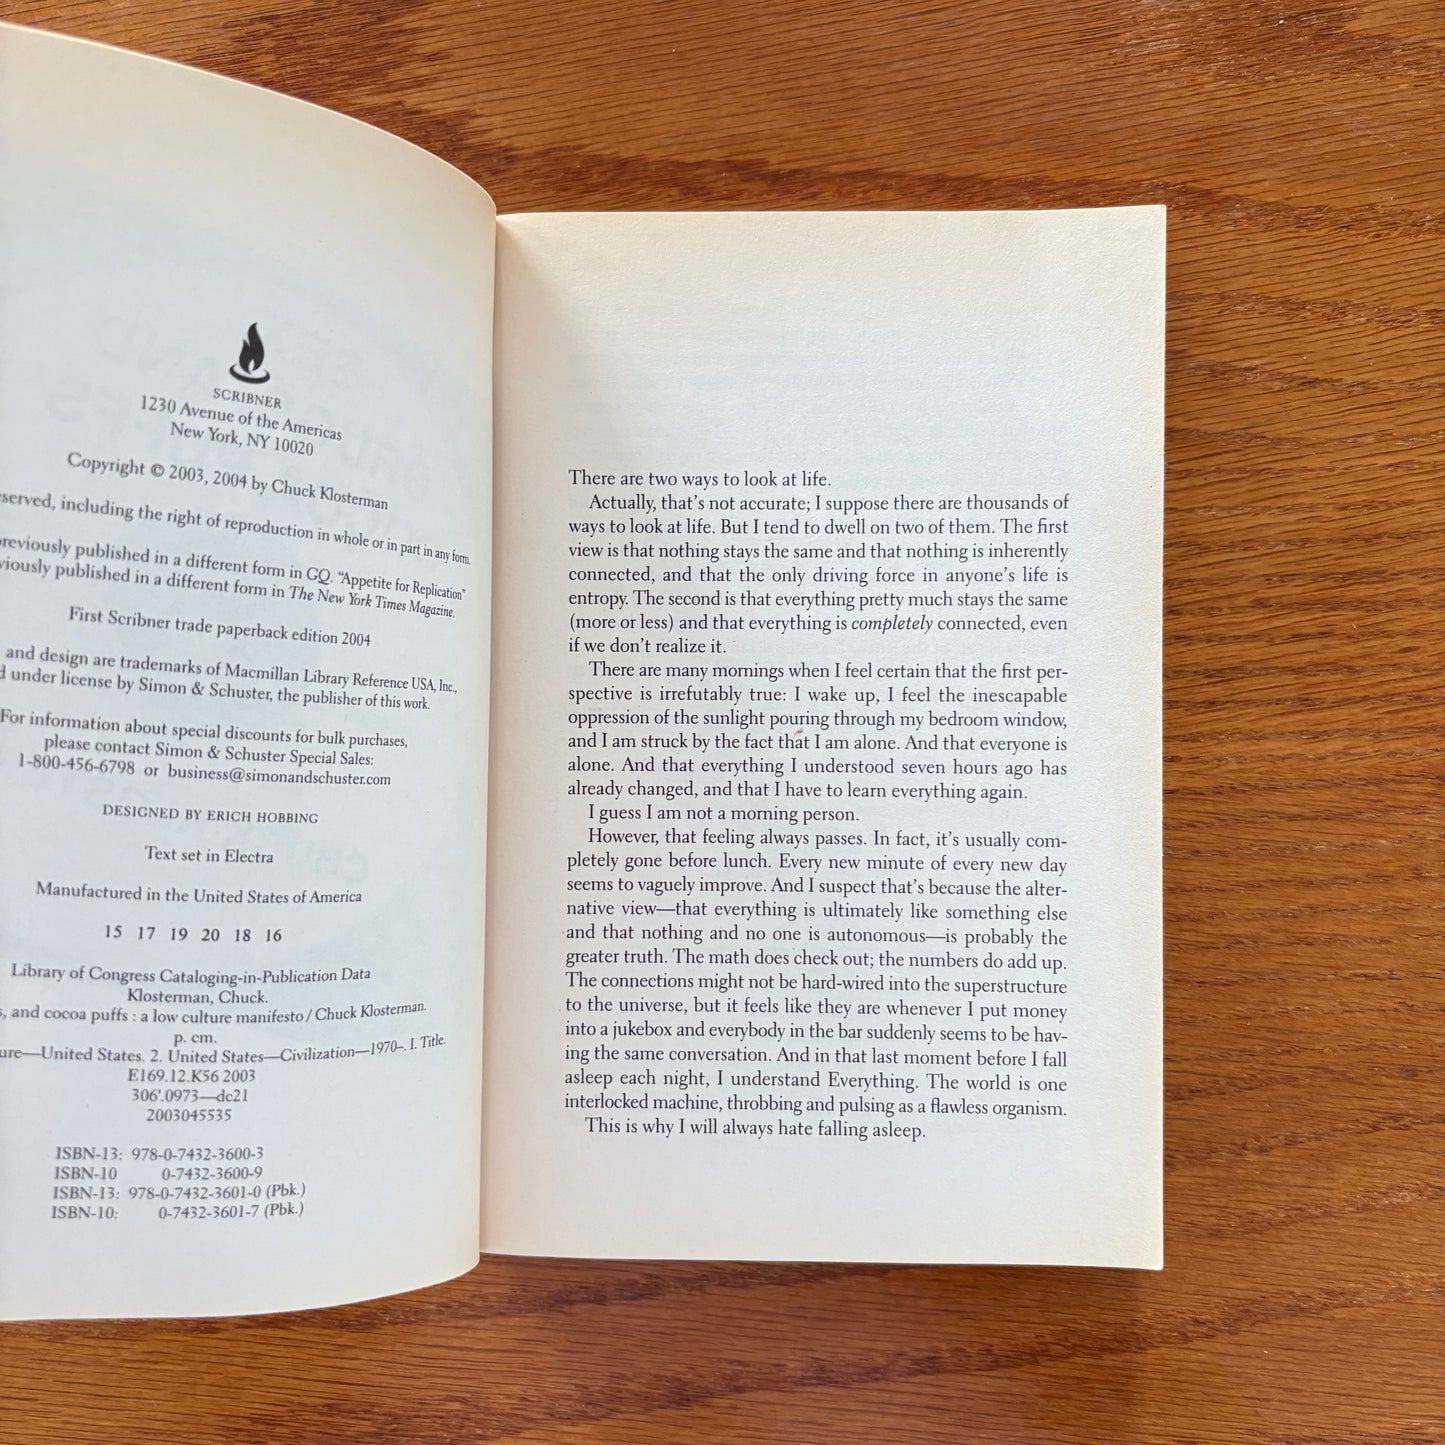 SCRIBNER
1230 Avenue of the Americas
New York, NY 10020
Copyright © 2003, 2004 by Chuck Klosterman
served, including the right of reproduction in whole or in part in any form.
previously published in a different form in GQ. “Appetite for Replication”
viously published in a different form in The New York Times Magazine.
First Scribner trade paperback edition 2004
and design are trademarks of Macmillan Library Reference USA, Inc.,
d under license by Simon & Schuster, the publisher of this work.
For information about special discounts for bulk purchases,
please contact Simon & Schuster Special Sales:
1-800-456-6798 or business@simonandschuster.com
DESIGNED BY ERICH HOBBING
Text set in Electra
Manufactured in the United States of America
15 17 19 20 18 16
Library of Congress Cataloging-in-Publication Data
Klosterman, Chuck.
s, and cocoa puffs : a low culture manifesto / Chuck Klosterman.
p. cm.
ure—United States. 2. United States—Civilization—1970–. I. Title.
E169.12.K56 2003
306'.0973—dc21
2003045535
ISBN-13: 978-0-7432-3600-3
ISBN-10 0-7432-3600-9
ISBN-13: 978-0-7432-3601-0 (Pbk.)
ISBN-10: 0-7432-3601-7 (Pbk.)
There are two ways to look at life.
Actually, that’s not accurate; I suppose there are thousands of
ways to look at life. But I tend to dwell on two of them. The first
view is that nothing stays the same and that nothing is inherently
connected, and that the only driving force in anyone’s life is
entropy. The second is that everything pretty much stays the same
(more or less) and that everything is completely connected, even
if we don’t realize it.
There are many mornings when I feel certain that the first per-
spective is irrefutably true: I wake up, I feel the inescapable
oppression of the sunlight pouring through my bedroom window,
and I am struck by the fact that I am alone. And that everyone is
alone. And that everything I understood seven hours ago has
already changed, and that I have to learn everything again.
I guess I am not a morning person.
However, that feeling always passes. In fact, it’s usually com-
pletely gone before lunch. Every new minute of every new day
seems to vaguely improve. And I suspect that’s because the alter-
native view—that everything is ultimately like something else
and that nothing and no one is autonomous—is probably the
greater truth. The math does check out; the numbers do add up.
The connections might not be hard-wired into the superstructure
to the universe, but it feels like they are whenever I put money
into a jukebox and everybody in the bar suddenly seems to be hav-
ing the same conversation. And in that last moment before I fall
asleep each night, I understand Everything. The world is one
interlocked machine, throbbing and pulsing as a flawless organism.
This is why I will always hate falling asleep.